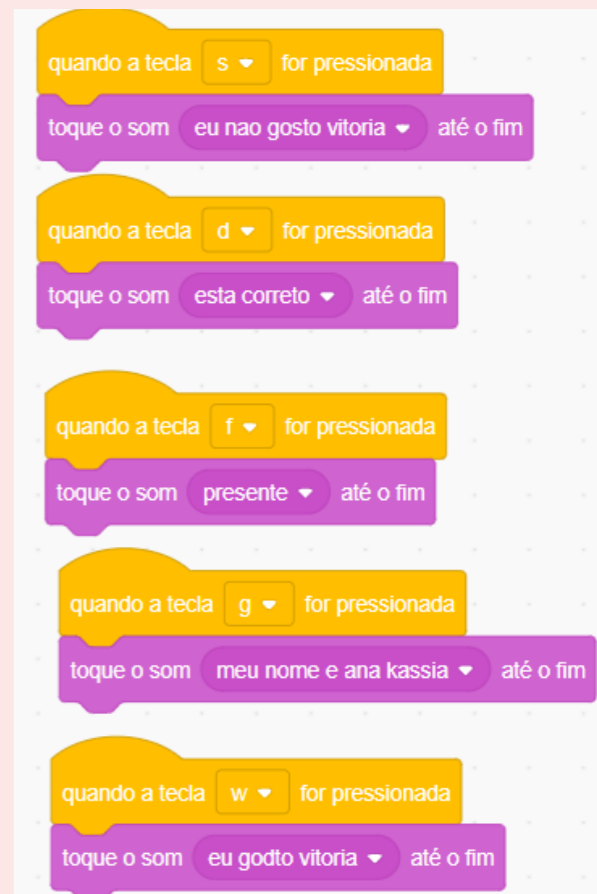 quando a tecla s for pressionada
toque o som eu nao gosto vitoria até o fim
quando a tecla d for pressionada
toque o som esta correto até o fim
quando a tecla f for pressionada
toque o som presente até o fim
quando a tecla g for pressionada
toque o som meu nome e ana kassia até o fim
quando a tecla w for pressionada
toque o som eu godto vitoria até o fim